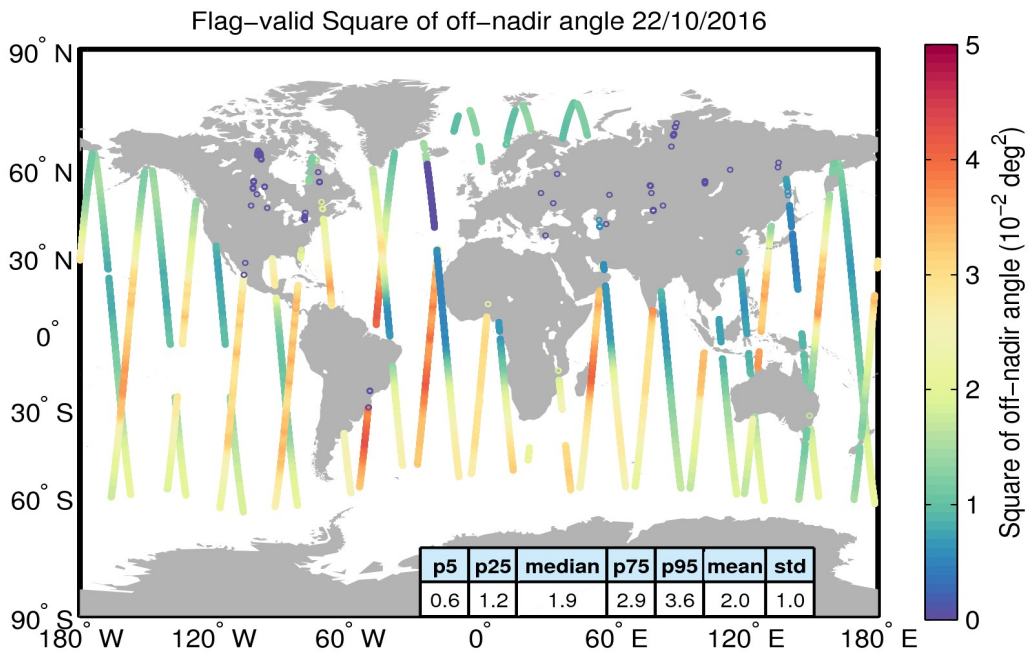 Flag−valid Square of off−nadir angle 22/10/2016
90° N
60° N
30° N
0°
30° S
60° S
90° S
180° W
120° W
60° W
0°
60° E
120° E
180° E
p5 p25 median p75 p95 mean std
0.6 1.2 1.9 2.9 3.6 2.0 1.0
5
4
3
2
1
0
Square of off−nadir angle (10⁻² deg²)